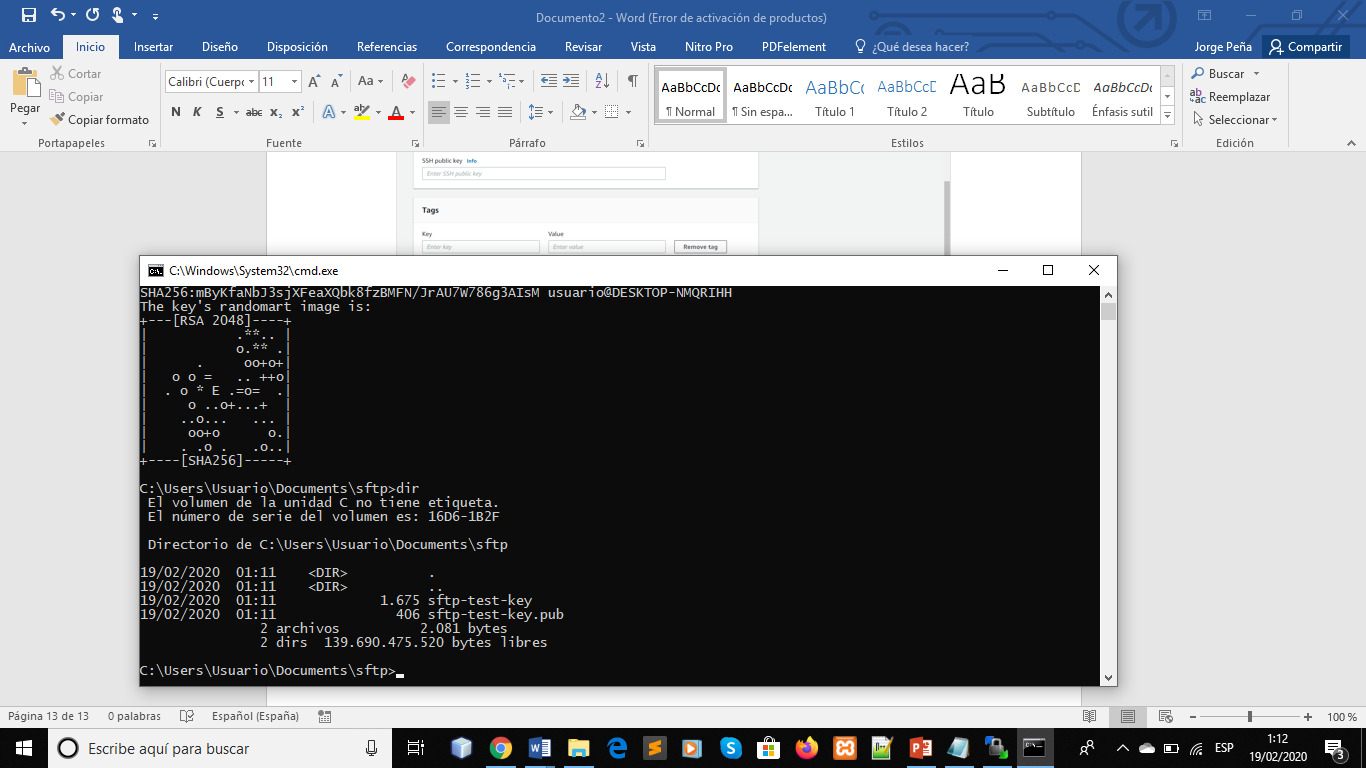 Documento2 - Word (Error de activación de productos)
Archivo Inicio Insertar Diseño Disposición Referencias Correspondencia Revisar Vista Nitro Pro PDFelement ¿Qué desea hacer? Jorge Peña Compartir
Pegar
Cortar
Copiar
Copiar formato
Portapapeles
Calibri (Cuerpo 11 A A Aa
N K S abc x2 x2 A ab A
Fuente
Párrafo
AaBbCcDc AaBbCcDc AaBbCc AaBbCcD AaB AaBbCcD AaBbCcDc
¶ Normal ¶ Sin espa... Título 1 Título 2 Título Subtítulo Énfasis sutil
Estilos
Buscar
Reemplazar
Seleccionar
Edición
SSH public key Info
Enter SSH public key
Tags
Key Value
Enter key Enter value Remove tag
C:\Windows\System32\cmd.exe
SHA256:mByKfaNbJ3sjXFeaXQbk8fzBMFN/JrAU7W786g3AIsM usuario@DESKTOP-NMQRIHH
The key's randomart image is:
+---[RSA 2048]----+
|           .**.. |
|           o.** .|
|      .     oo+o+|
|   o o =   .. ++o|
|  . o * E .=o=  .|
|     o ..o+...+  |
|    ..o...   ... |
|     oo+o      o.|
|    . .o .   .o..|
+----[SHA256]-----+
C:\Users\Usuario\Documents\sftp>dir
El volumen de la unidad C no tiene etiqueta.
El número de serie del volumen es: 16D6-1B2F
Directorio de C:\Users\Usuario\Documents\sftp
19/02/2020  01:11    <DIR>          .
19/02/2020  01:11    <DIR>          ..
19/02/2020  01:11             1.675 sftp-test-key
19/02/2020  01:11               406 sftp-test-key.pub
2 archivos          2.081 bytes
2 dirs  139.690.475.520 bytes libres
C:\Users\Usuario\Documents\sftp>
Página 13 de 13 0 palabras Español (España) 100 %
Escribe aquí para buscar
ESP
1:12
19/02/2020
3